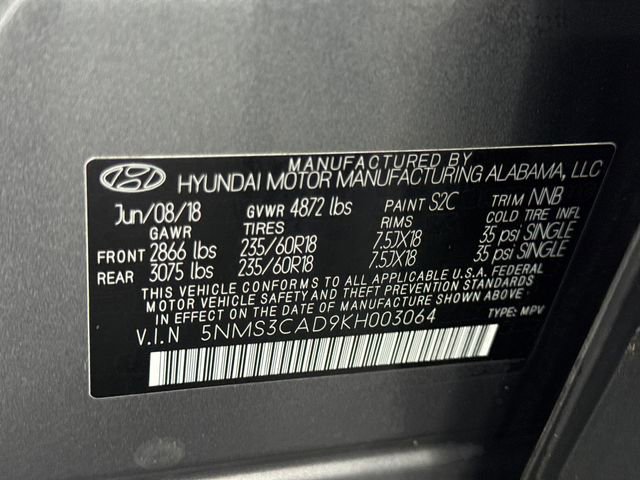 MANUFACTURED BY
HYUNDAI MOTOR MANUFACTURING ALABAMA, LLC
Jun/08/18 GVWR 4872 lbs PAINT S2C TRIM NNB
GAWR TIRES RIMS COLD TIRE INFL
FRONT 2866 lbs 235/60R18 7.5JX18 35 psi SINGLE
REAR 3075 lbs 235/60R18 7.5JX18 35 psi SINGLE
THIS VEHICLE CONFORMS TO ALL APPLICABLE U.S.A. FEDERAL
MOTOR VEHICLE SAFETY AND THEFT PREVENTION STANDARDS
IN EFFECT ON THE DATE OF MANUFACTURE SHOWN ABOVE.
V.I.N 5NMS3CAD9KH003064 TYPE: MPV